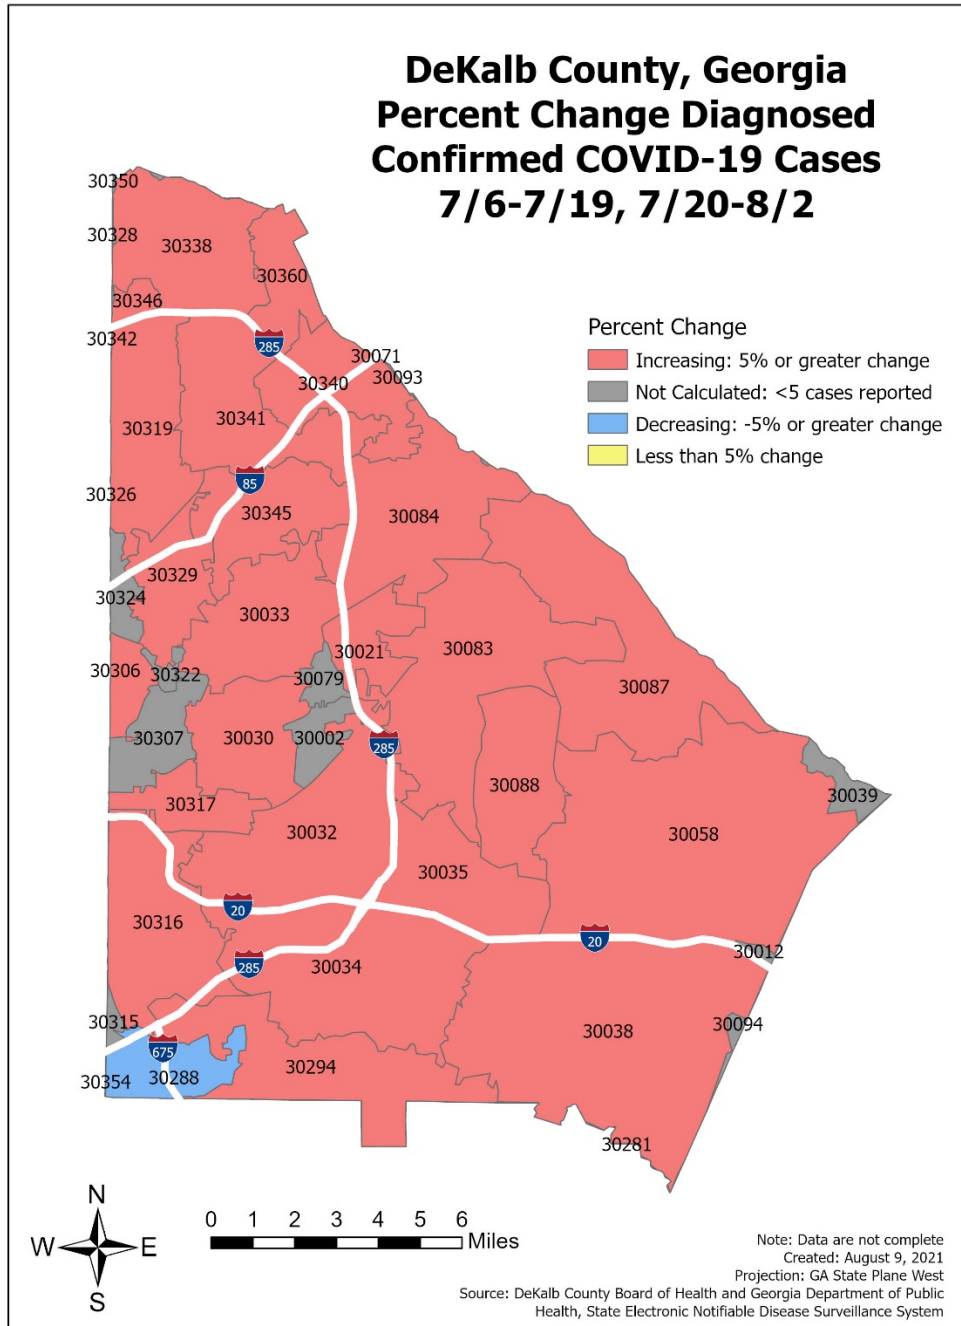 DeKalb County, Georgia
Percent Change Diagnosed
Confirmed COVID-19 Cases
7/6-7/19, 7/20-8/2
30350
30328
30338
30360
30346
30342
285
30071
30340
30093
30319
30341
Percent Change
Increasing: 5% or greater change
Not Calculated: <5 cases reported
Decreasing: -5% or greater change
Less than 5% change
85
30326
30345
30084
30329
30324
30033
30306
30322
30079
30021
30083
30087
30307
30030
30002
285
30088
30039
30317
30032
30058
30035
20
30316
20
30012
285
30034
30315
30038
30094
675
30354
30288
30294
30281
N
W E
S
0 1 2 3 4 5 6
Miles
Note: Data are not complete
Created: August 9, 2021
Projection: GA State Plane West
Source: DeKalb County Board of Health and Georgia Department of Public
Health, State Electronic Notifiable Disease Surveillance System